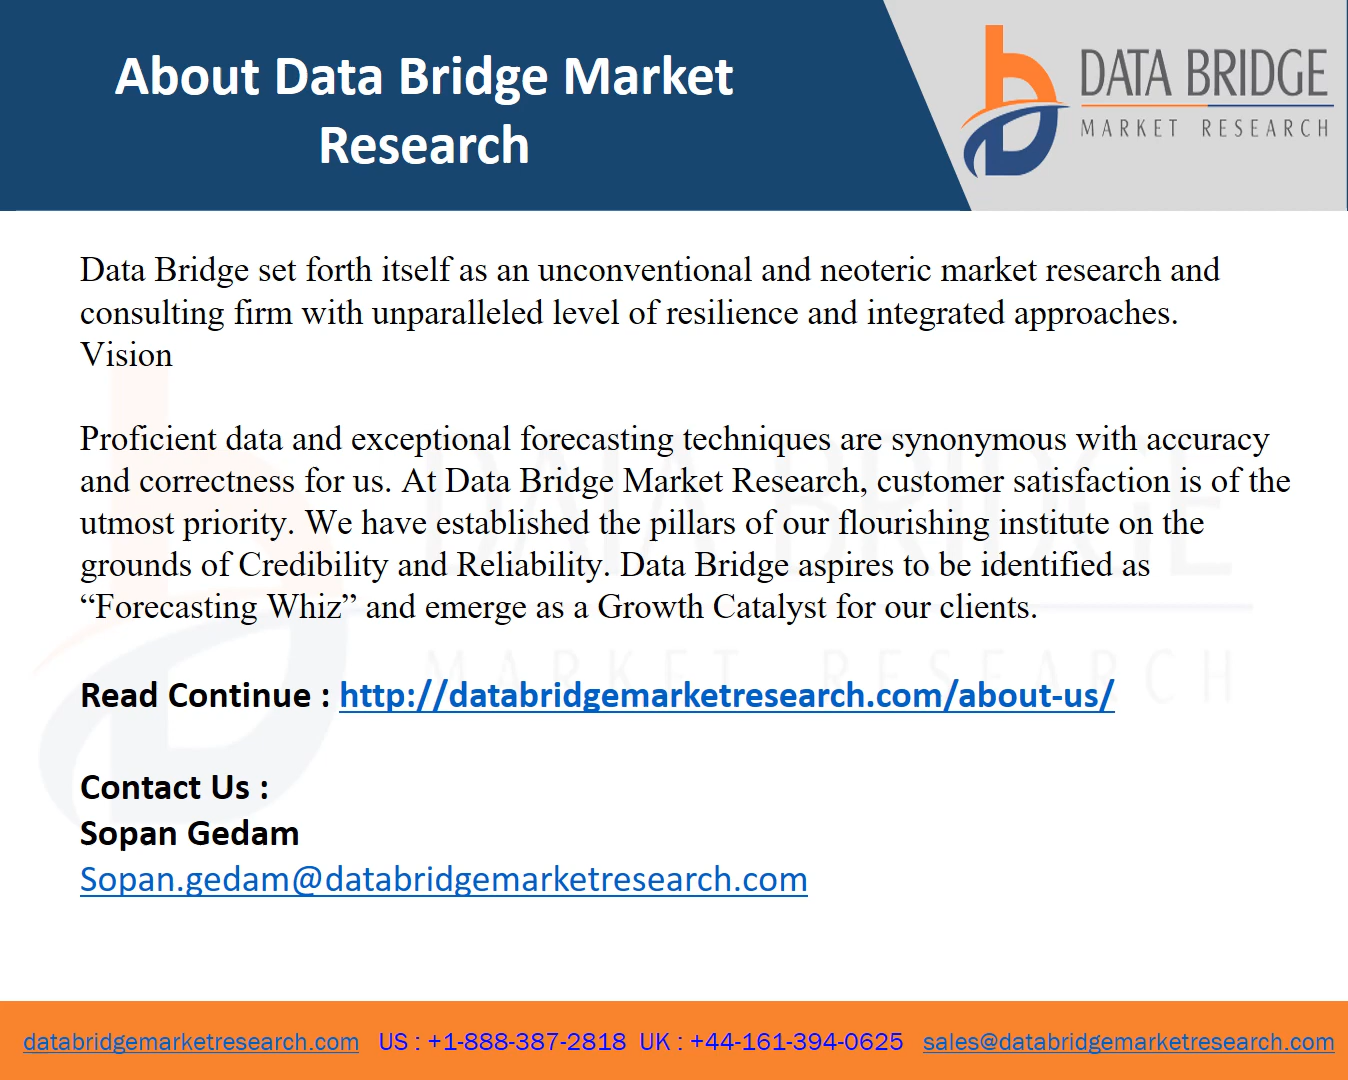 About Data Bridge Market
Research
DATA BRIDGE
MARKET RESEARCH
Data Bridge set forth itself as an unconventional and neoteric market research and
consulting firm with unparalleled level of resilience and integrated approaches.
Vision
Proficient data and exceptional forecasting techniques are synonymous with accuracy
and correctness for us. At Data Bridge Market Research, customer satisfaction is of the
utmost priority. We have established the pillars of our flourishing institute on the
grounds of Credibility and Reliability. Data Bridge aspires to be identified as
“Forecasting Whiz” and emerge as a Growth Catalyst for our clients.
DATA BRIDGE
MARKET RESEARCH
Read Continue : http://databridgemarketresearch.com/about-us/
Contact Us :
Sopan Gedam
Sopan.gedam@databridgemarketresearch.com
databridgemarketresearch.com US : +1-888-387-2818 UK : +44-161-394-0625 sales@databridgemarketresearch.com